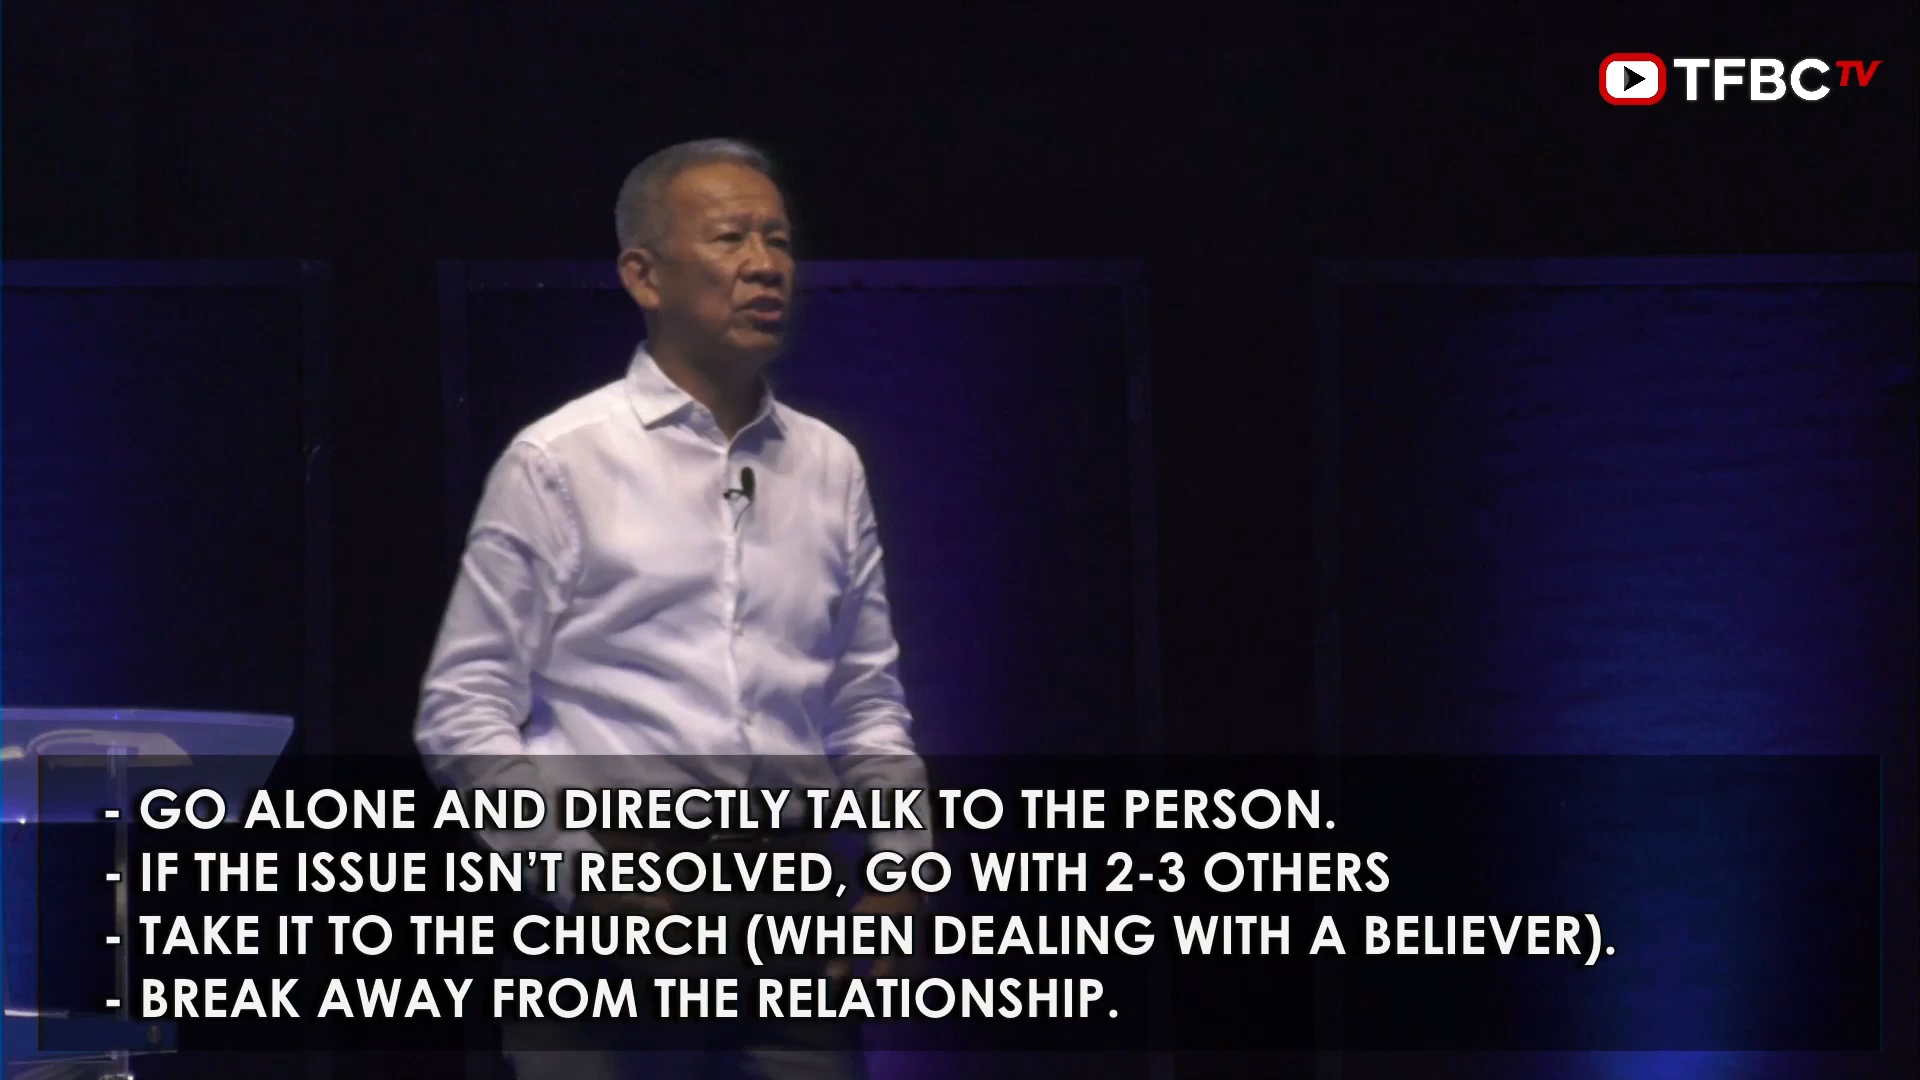 TFBC TV
- GO ALONE AND DIRECTLY TALK TO THE PERSON.
- IF THE ISSUE ISN'T RESOLVED, GO WITH 2-3 OTHERS
- TAKE IT TO THE CHURCH (WHEN DEALING WITH A BELIEVER).
- BREAK AWAY FROM THE RELATIONSHIP.